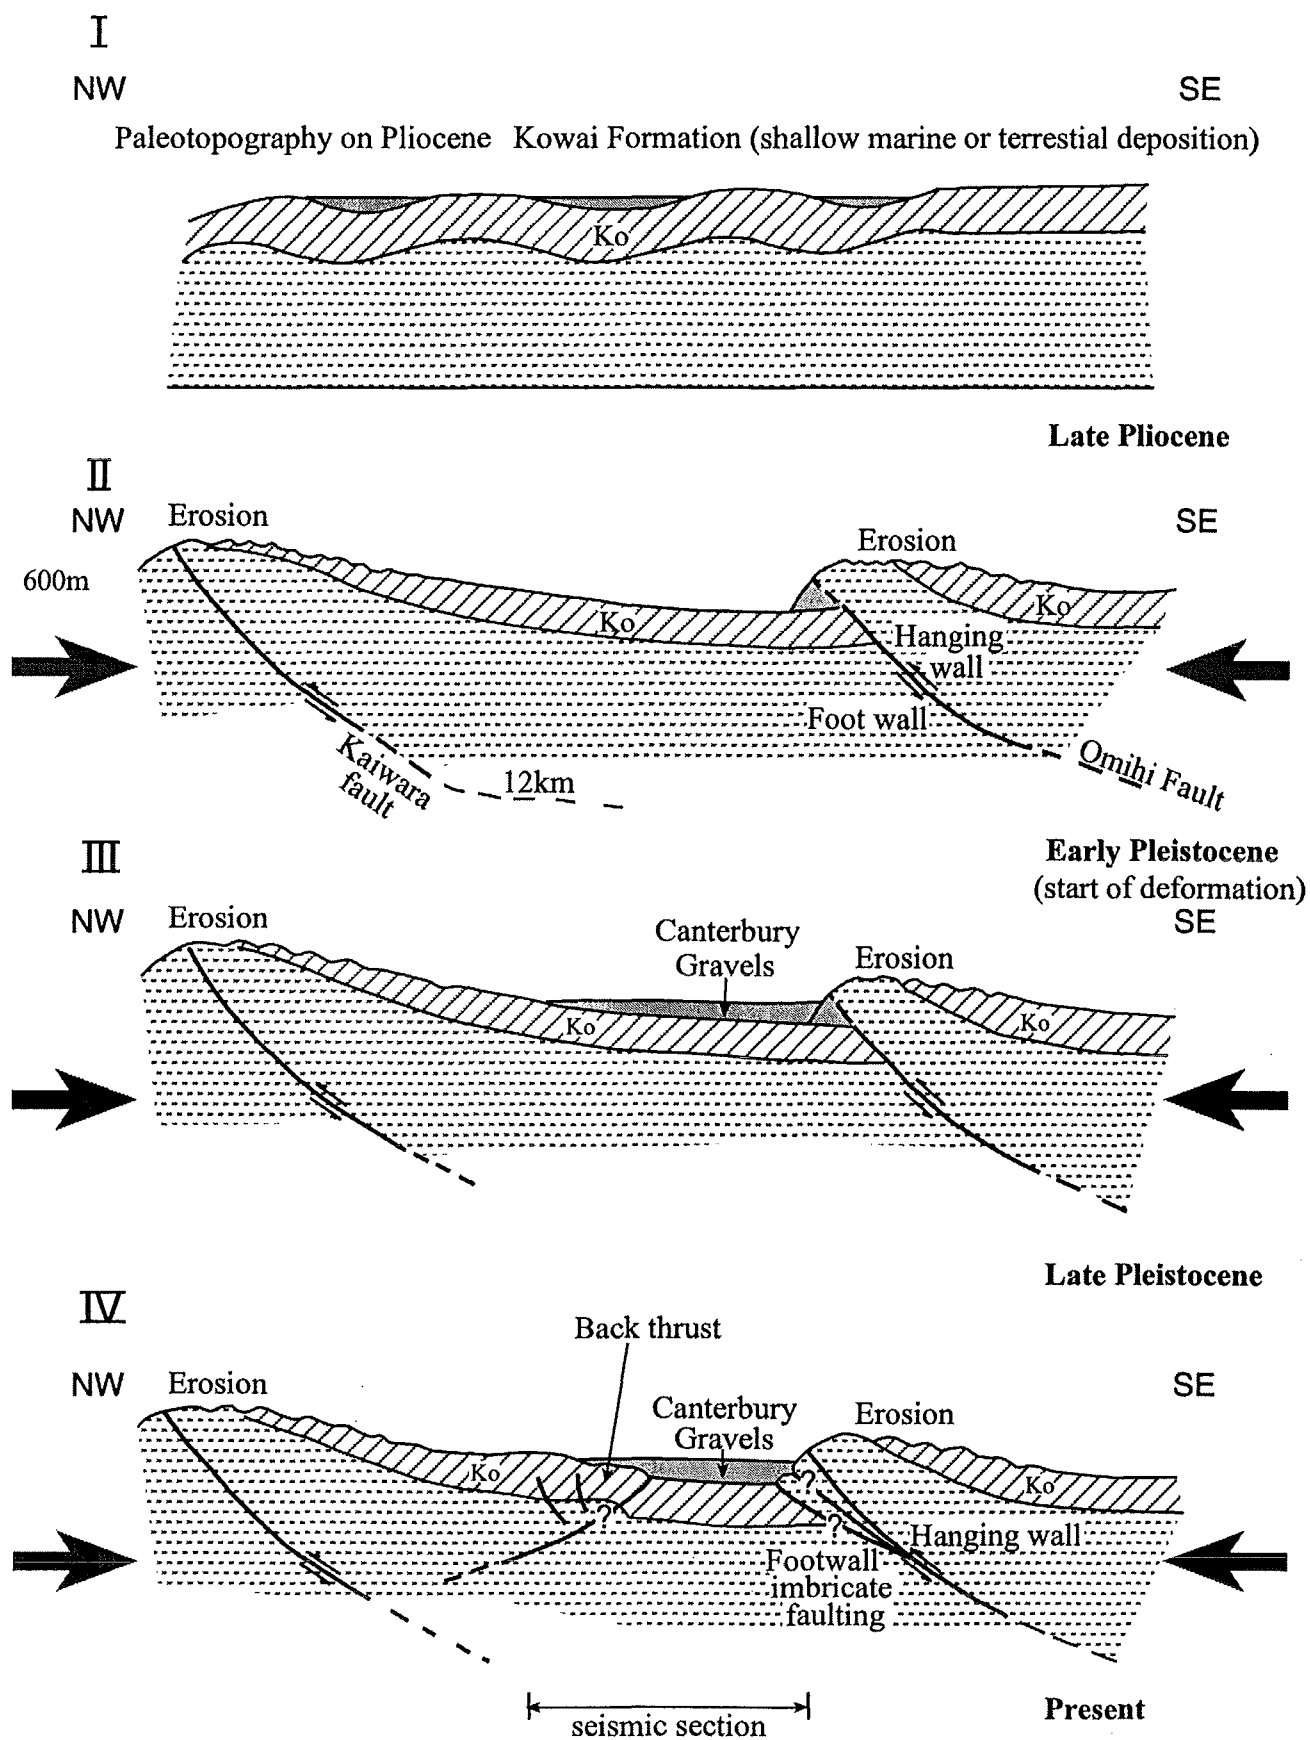 I
NW
SE
Paleotopography on Pliocene Kowai Formation (shallow marine or terrestial deposition)
Ko
Late Pliocene
II
NW
Erosion
SE
Erosion
600m
Ko
Ko
Hanging
wall
Foot wall
Kaiwara
fault
12km
Omihi Fault
Early Pleistocene
(start of deformation)
III
NW
Erosion
SE
Canterbury
Gravels
Erosion
Ko
Ko
Late Pleistocene
IV
Back thrust
NW
Erosion
SE
Canterbury
Gravels
Erosion
Ko
Ko
?
?
?
Hanging wall
Footwall
imbricate
faulting
seismic section
Present